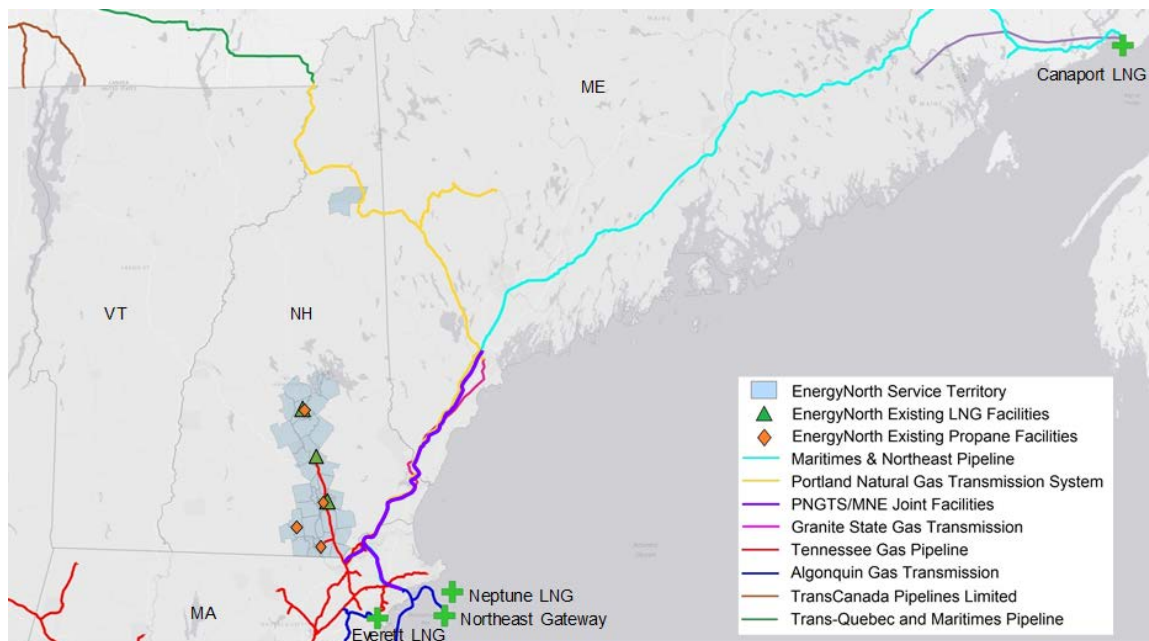 ME
Canaport LNG
VT
NH
MA
Neptune LNG
Northeast Gateway
Everett LNG
EnergyNorth Service Territory
EnergyNorth Existing LNG Facilities
EnergyNorth Existing Propane Facilities
Maritimes & Northeast Pipeline
Portland Natural Gas Transmission System
PNGTS/MNE Joint Facilities
Granite State Gas Transmission
Tennessee Gas Pipeline
Algonquin Gas Transmission
TransCanada Pipelines Limited
Trans-Quebec and Maritimes Pipeline